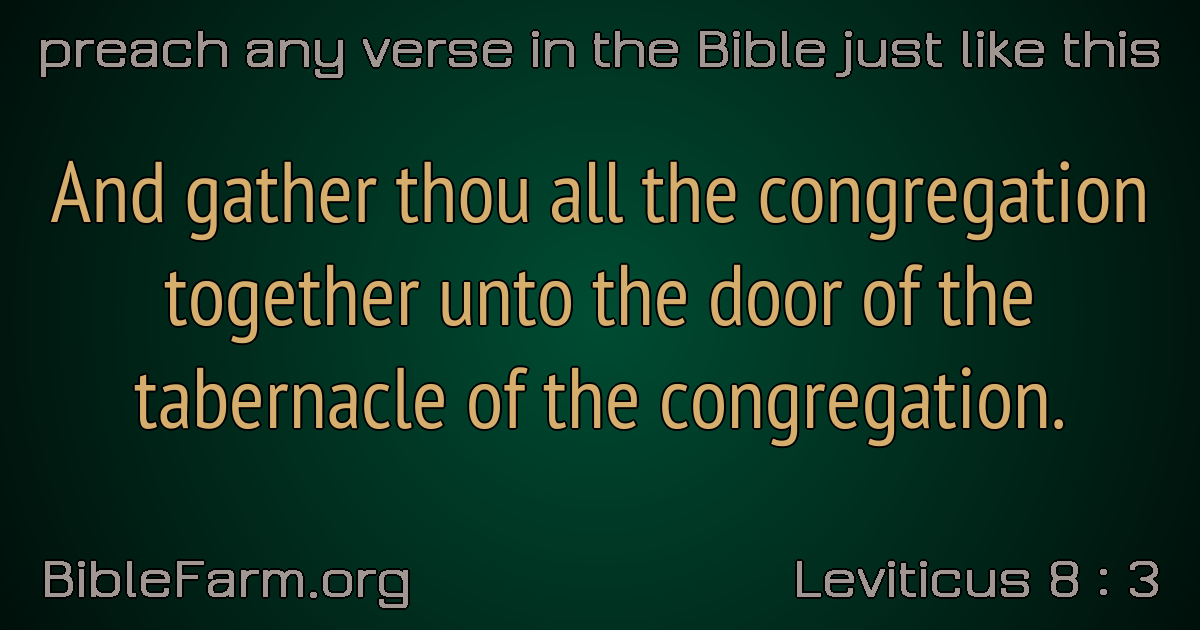 preach any verse in the Bible just like this
And gather thou all the congregation
together unto the door of the
tabernacle of the congregation.
BibleFarm.org
Leviticus 8 : 3